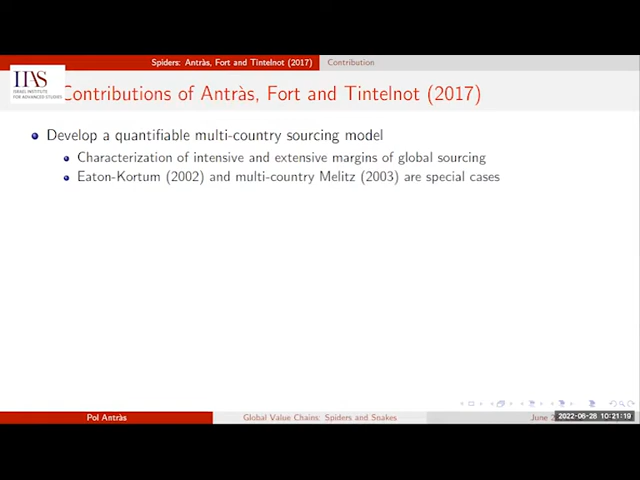 Spiders: Antràs, Fort and Tintelnot (2017) Contribution
IIAS
ISRAEL INSTITUTE
FOR ADVANCED STUDIES
Contributions of Antràs, Fort and Tintelnot (2017)
Develop a quantifiable multi-country sourcing model
Characterization of intensive and extensive margins of global sourcing
Eaton-Kortum (2002) and multi-country Melitz (2003) are special cases
Pol Antràs Global Value Chains: Spiders and Snakes June
2022-06-28 10:21:19